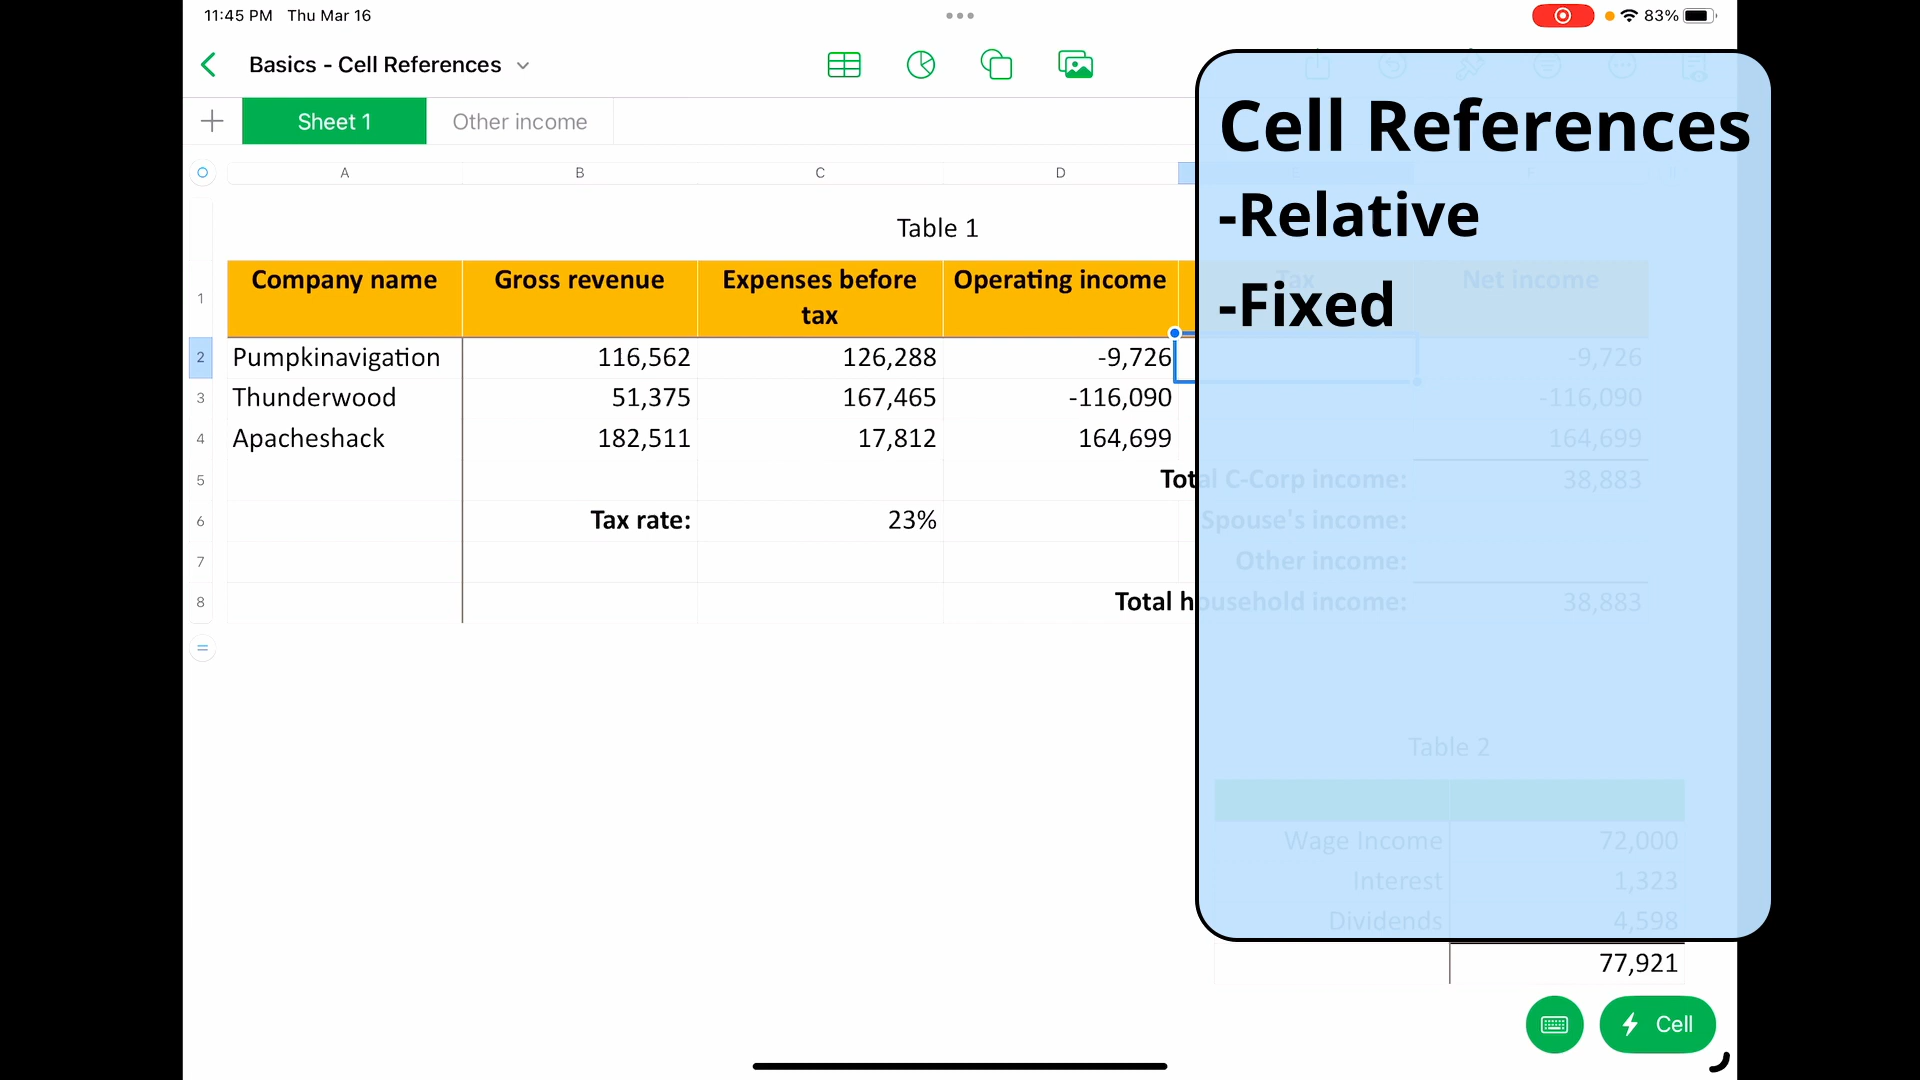 11:45 PM Thu Mar 16
83%
Basics - Cell References
Sheet 1 Other income
A B C D
Table 1
Company name Gross revenue Expenses before tax Operating income Tax Net income
1
2 Pumpkinavigation 116,562 126,288 -9,726 -9,726
3 Thunderwood 51,375 167,465 -116,090 -116,090
4 Apacheshack 182,511 17,812 164,699 164,699
5 Total C-Corp income: 38,883
6 Tax rate: 23% Spouse's income:
7 Other income:
8 Total household income: 38,883
=
Cell References
-Relative
-Fixed
Table 2
Wage Income 72,000
Interest 1,323
Dividends 4,598
77,921
Cell